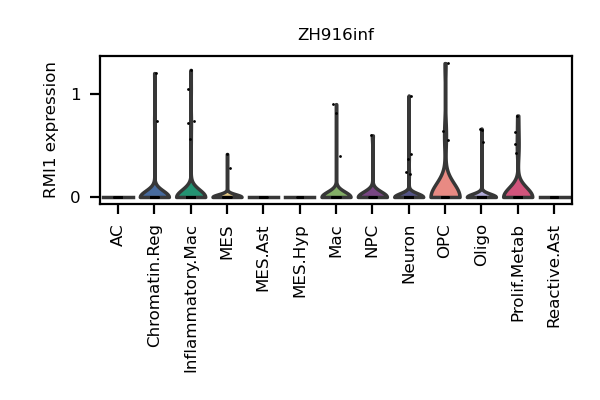 ZH916inf
RMI1 expression
1
0
AC
Chromatin.Reg
Inflammatory.Mac
MES
MES.Ast
MES.Hyp
Mac
NPC
Neuron
OPC
Oligo
Prolif.Metab
Reactive.Ast